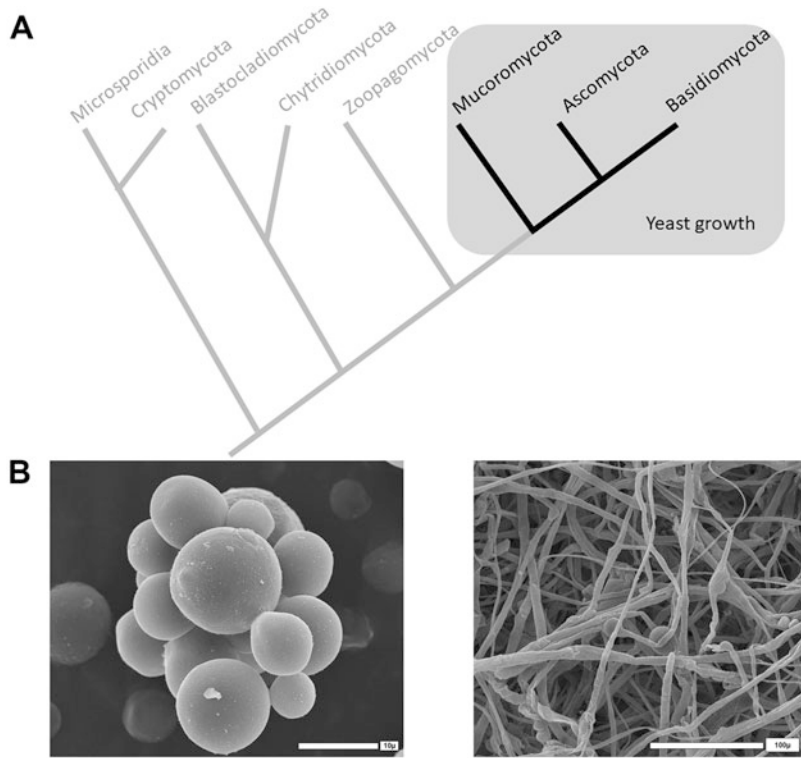 A
Microsporidia
Cryptomycota
Blastocladiomycota
Chytridiomycota
Zoopagomycota
Mucoromycota
Ascomycota
Basidiomycota
Yeast growth
B
10µ
100µ